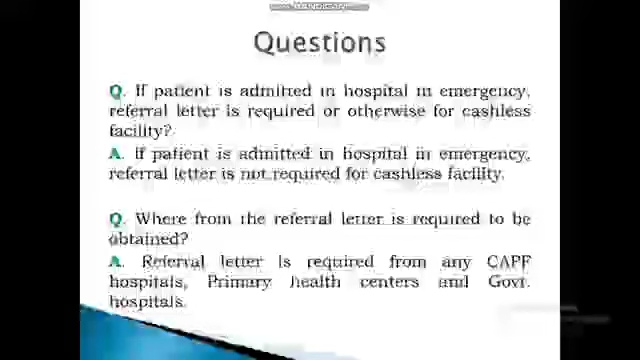 Questions
Q. If patient is admitted in hospital in emergency,
referral letter is required or otherwise for cashless
facility?
A. If patient is admitted in hospital in emergency,
referral letter is not required for cashless facility.
Q. Where from the referral letter is required to be
obtained?
A. Referral letter is required from any CAPF
hospitals, Primary health centers and Govt.
hospitals.